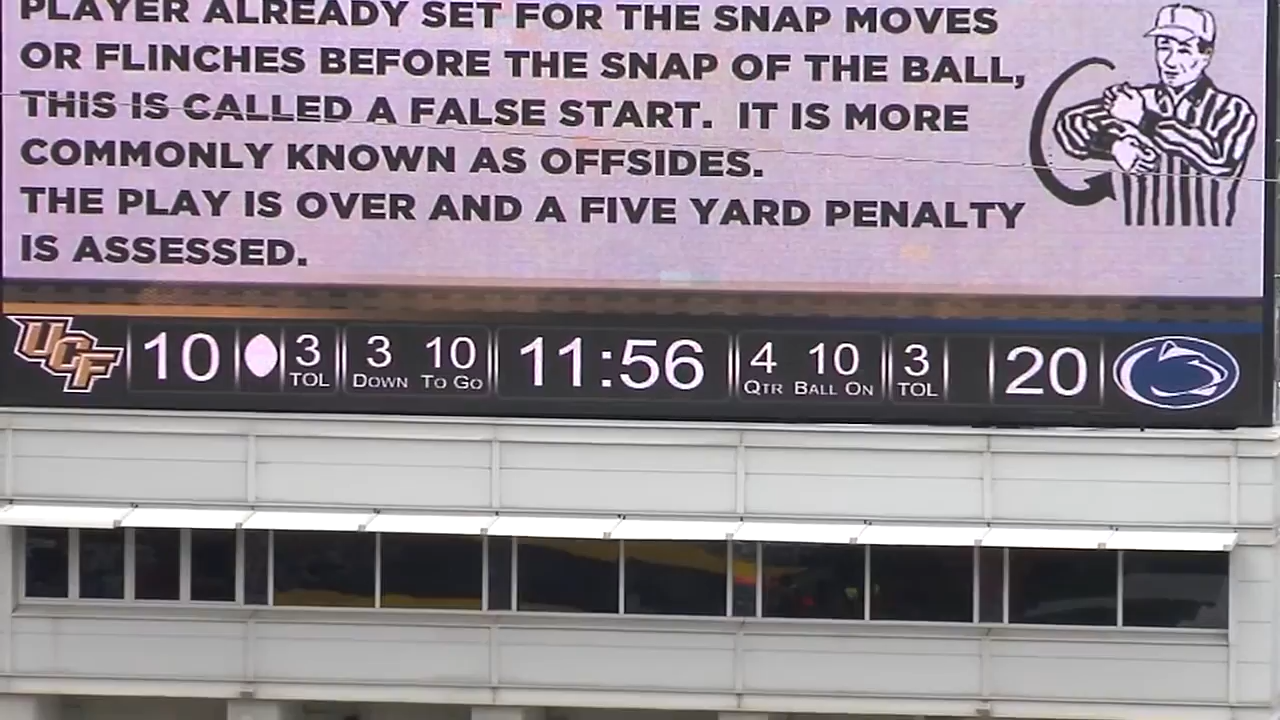 PLAYER ALREADY SET FOR THE SNAP MOVES
OR FLINCHES BEFORE THE SNAP OF THE BALL,
THIS IS CALLED A FALSE START. IT IS MORE
COMMONLY KNOWN AS OFFSIDES.
THE PLAY IS OVER AND A FIVE YARD PENALTY
IS ASSESSED.
UCF 10 3 3 10 11:56 4 10 3 20
TOL DOWN TO GO QTR BALL ON TOL